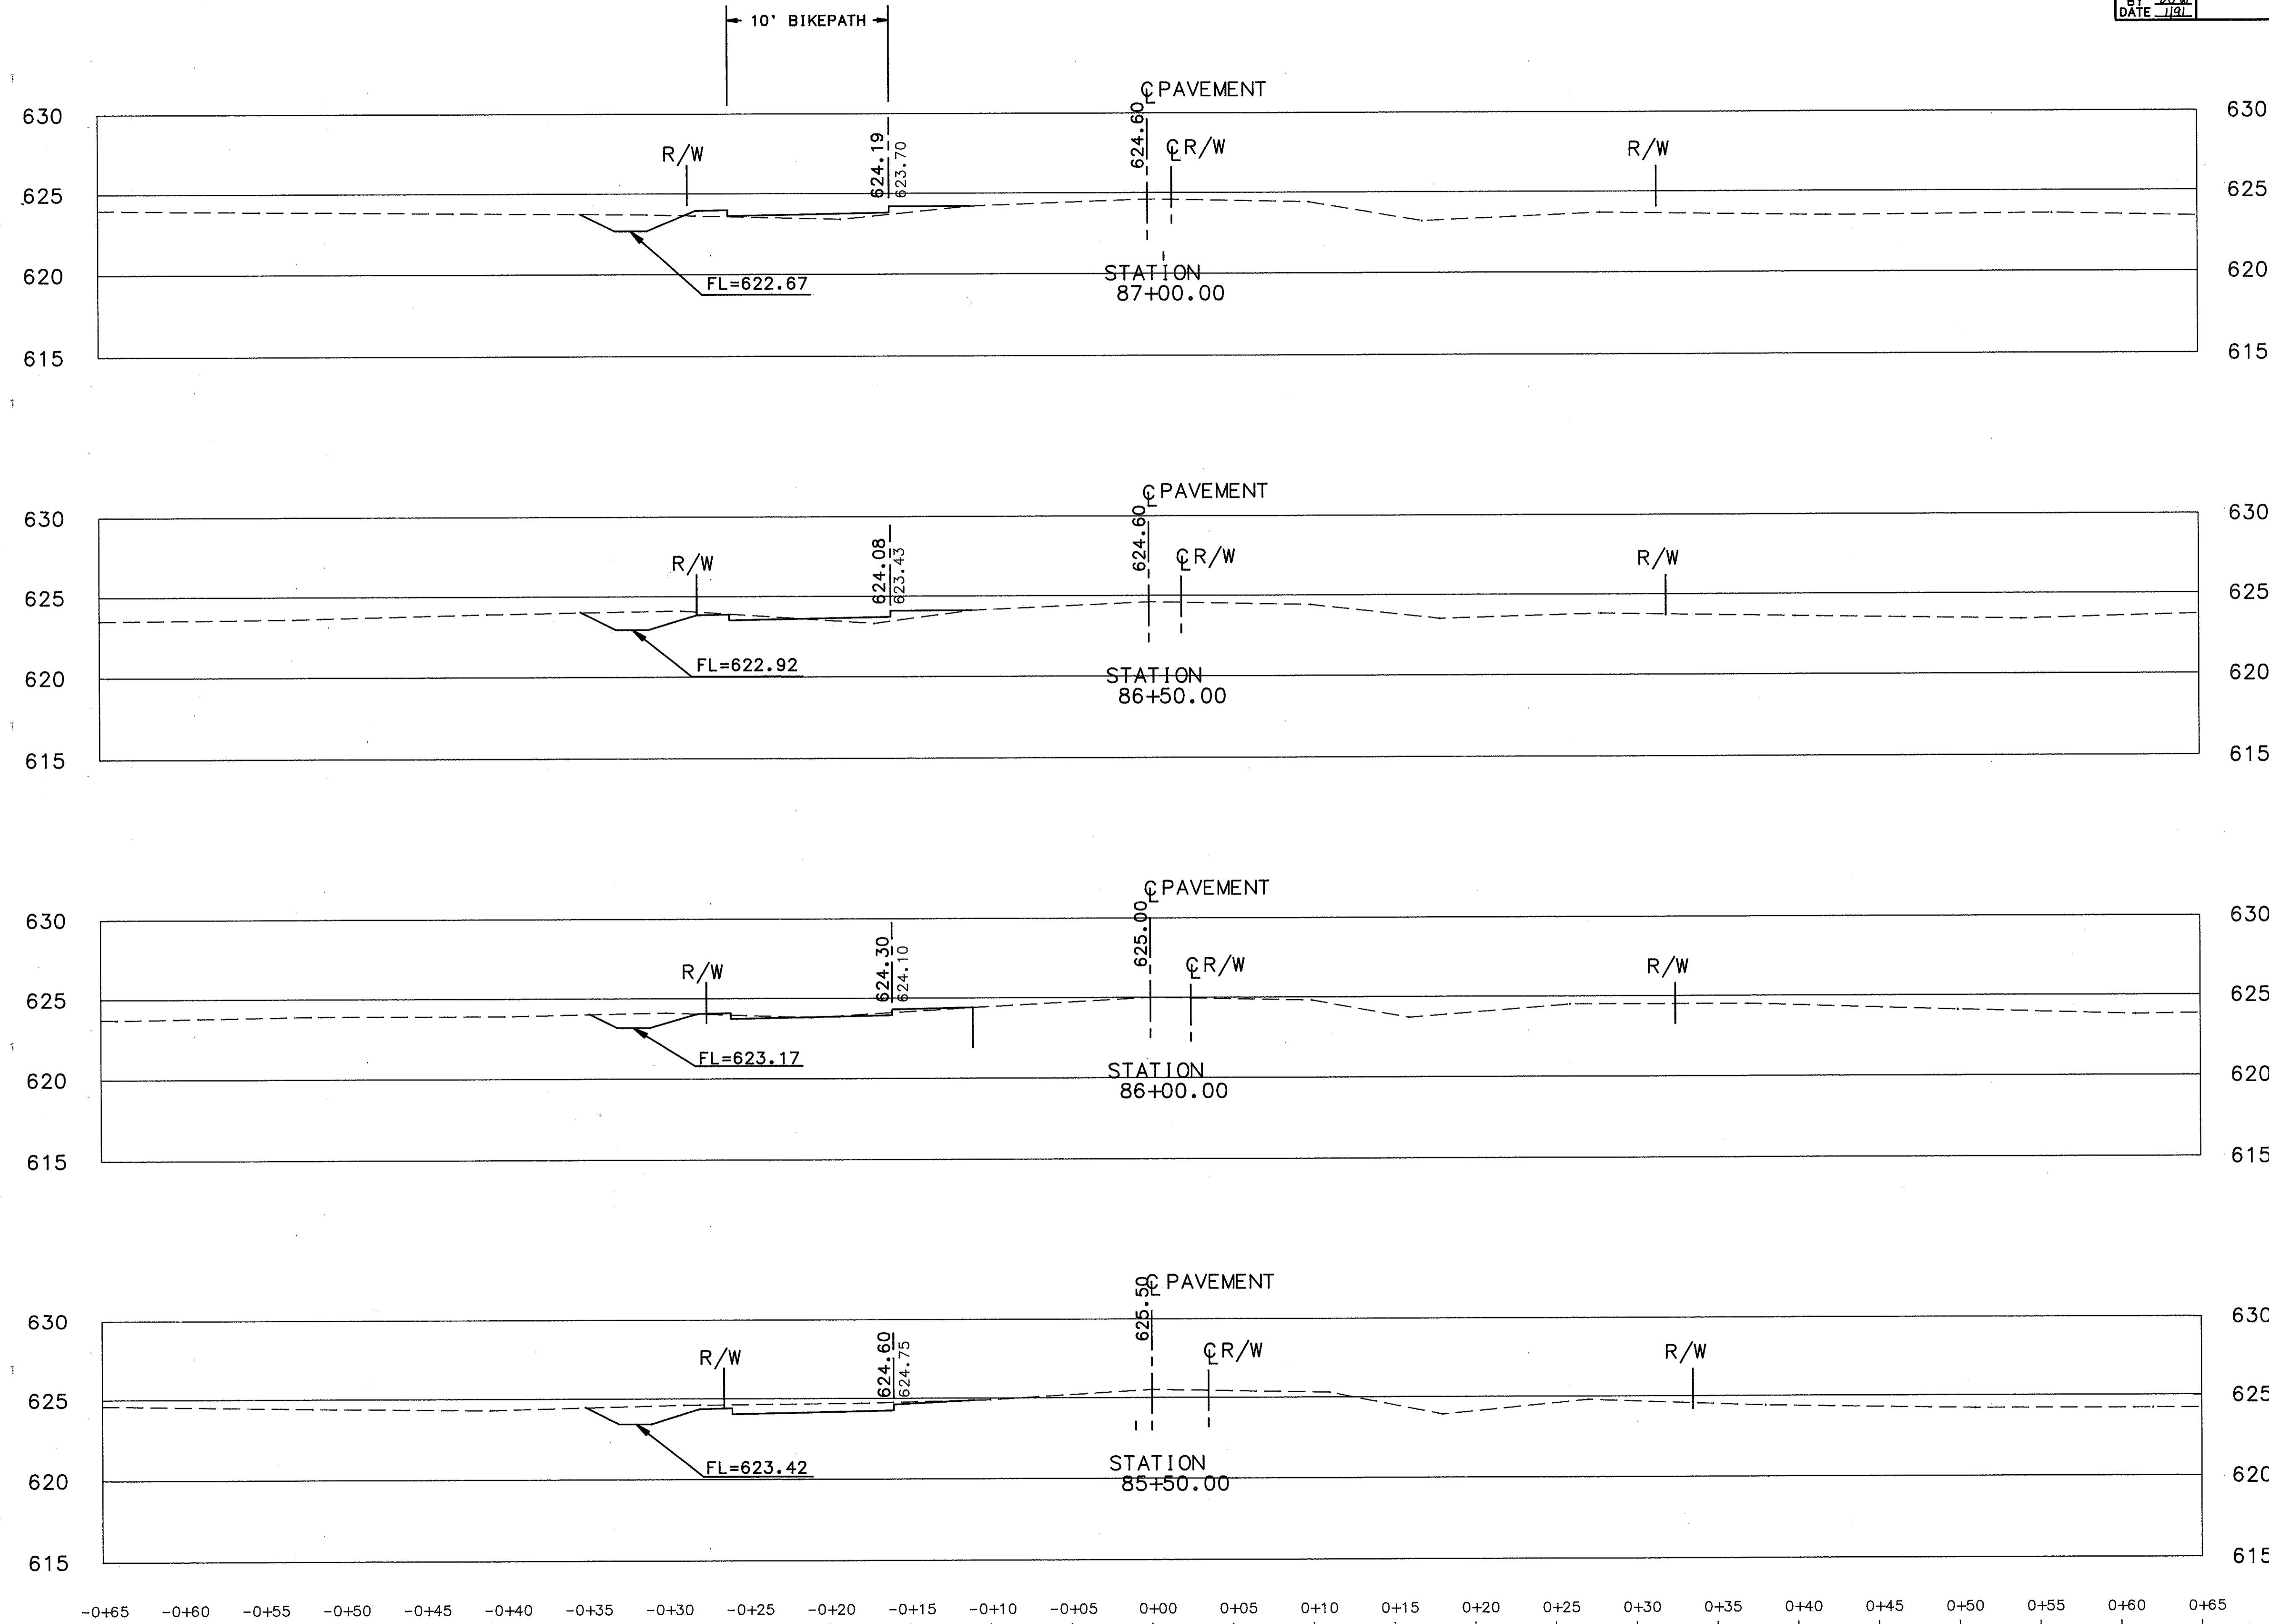 DATE 1/91
10' BIKEPATH
℄ PAVEMENT
630 630
624.19 623.70 624.60
R/W ℄ R/W R/W
625 625
620 620
FL=622.67
STATION
87+00.00
615 615
℄ PAVEMENT
630 630
624.08 623.43 624.60
R/W ℄ R/W R/W
625 625
620 620
FL=622.92
STATION
86+50.00
615 615
℄ PAVEMENT
630 630
624.30 624.10 625.00
R/W ℄ R/W R/W
625 625
620 620
FL=623.17
STATION
86+00.00
615 615
℄ PAVEMENT
630 630
624.60 624.75 625.50
R/W ℄ R/W R/W
625 625
620 620
FL=623.42
STATION
85+50.00
615 615
-0+65 -0+60 -0+55 -0+50 -0+45 -0+40 -0+35 -0+30 -0+25 -0+20 -0+15 -0+10 -0+05 0+00 0+05 0+10 0+15 0+20 0+25 0+30 0+35 0+40 0+45 0+50 0+55 0+60 0+65